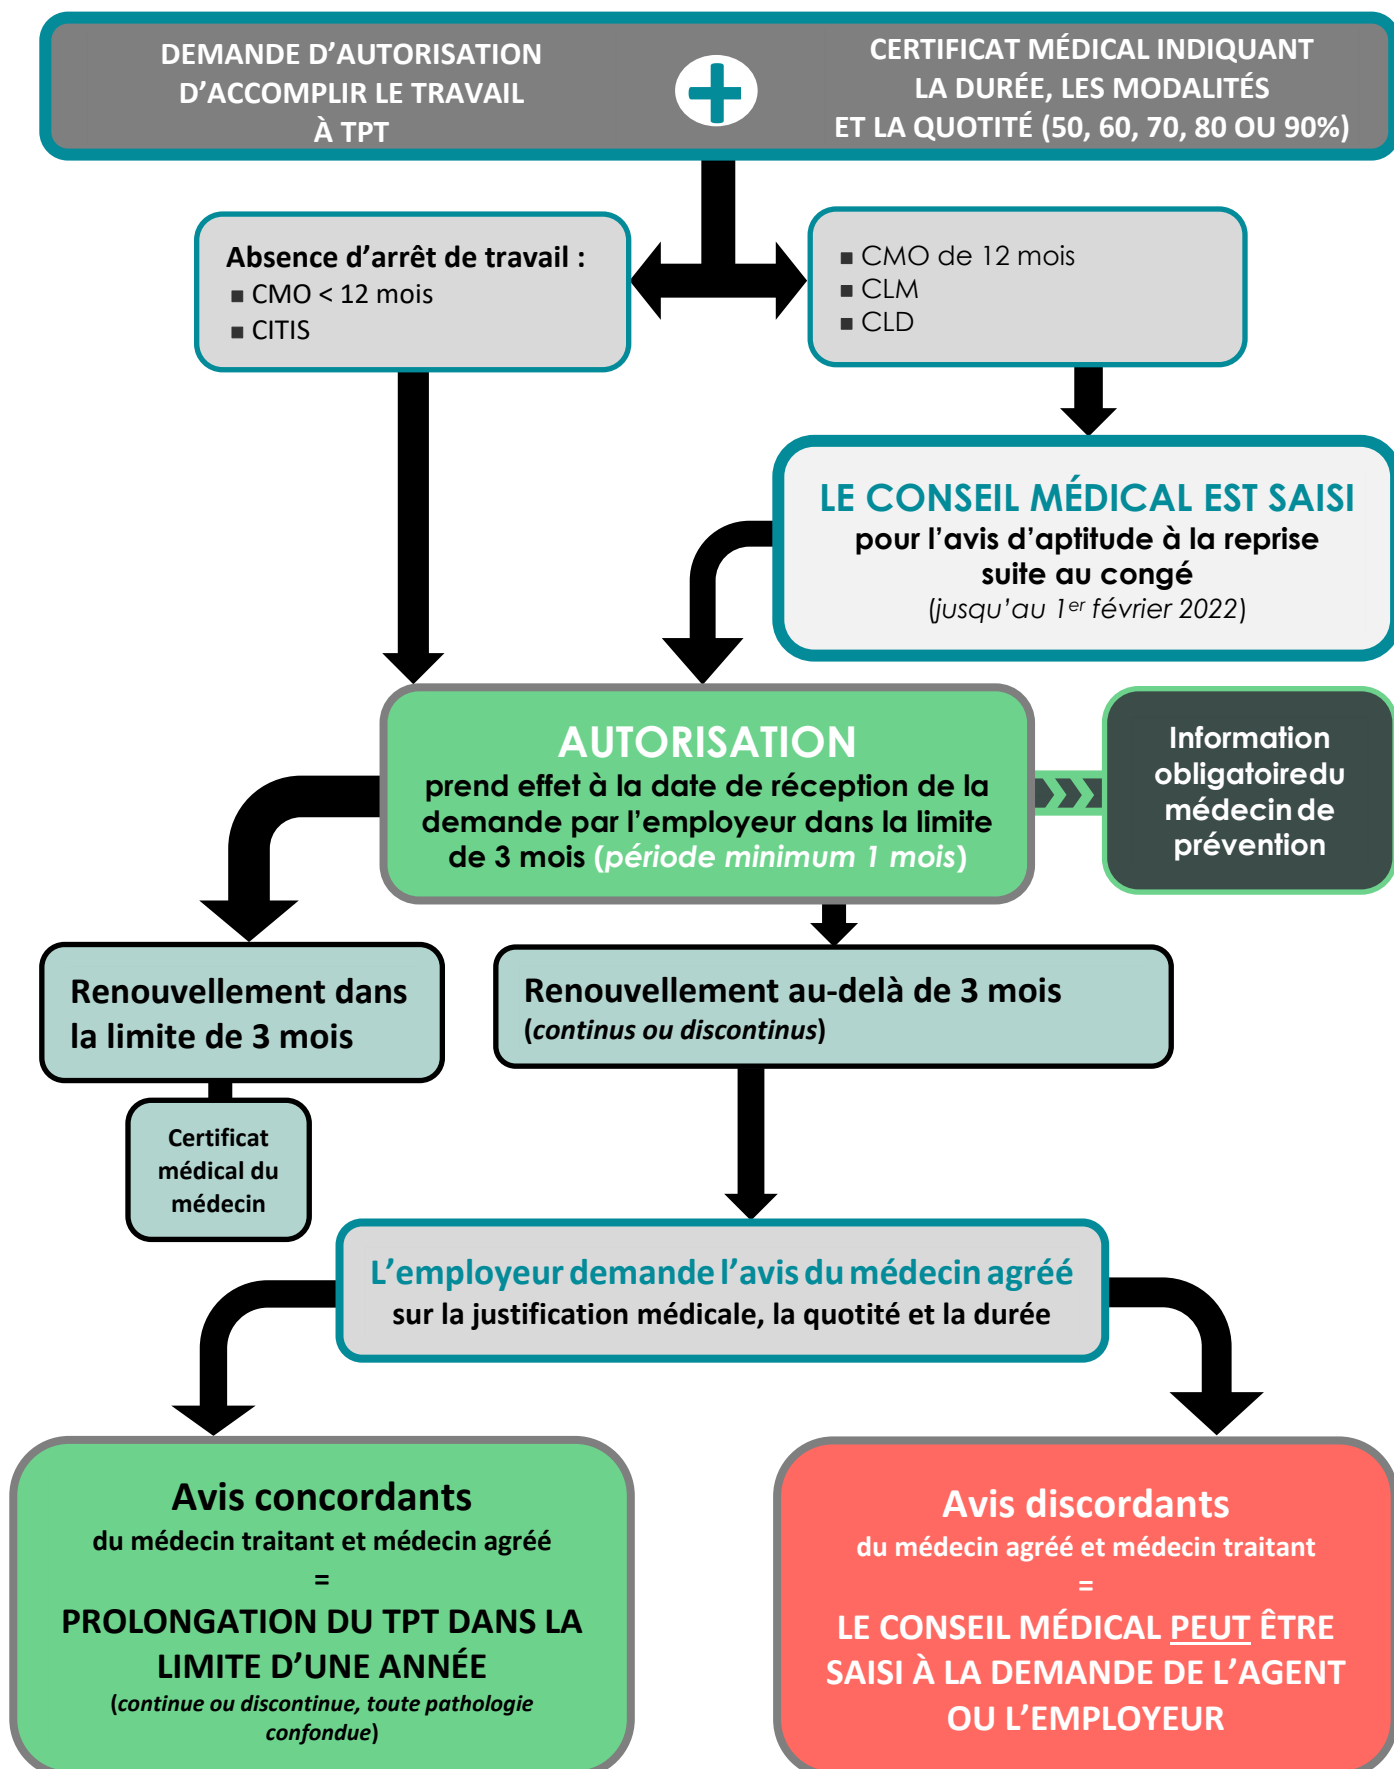 DEMANDE D’AUTORISATION
D’ACCOMPLIR LE TRAVAIL
À TPT
CERTIFICAT MÉDICAL INDIQUANT
LA DURÉE, LES MODALITÉS
ET LA QUOTITÉ (50, 60, 70, 80 OU 90%)
Absence d’arrêt de travail :
■ CMO < 12 mois
■ CITIS
■ CMO de 12 mois
■ CLM
■ CLD
LE CONSEIL MÉDICAL EST SAISI
pour l’avis d’aptitude à la reprise
suite au congé
(jusqu’au 1er février 2022)
AUTORISATION
prend effet à la date de réception de la
demande par l’employeur dans la limite
de 3 mois (période minimum 1 mois)
Information
obligatoiredu
médecin de
prévention
Renouvellement dans
la limite de 3 mois
Renouvellement au-delà de 3 mois
(continus ou discontinus)
Certificat
médical du
médecin
L’employeur demande l’avis du médecin agréé
sur la justification médicale, la quotité et la durée
Avis concordants
du médecin traitant et médecin agréé
=
PROLONGATION DU TPT DANS LA
LIMITE D’UNE ANNÉE
(continue ou discontinue, toute pathologie
confondue)
Avis discordants
du médecin agréé et médecin traitant
=
LE CONSEIL MÉDICAL PEUT ÊTRE
SAISI À LA DEMANDE DE L’AGENT
OU L’EMPLOYEUR